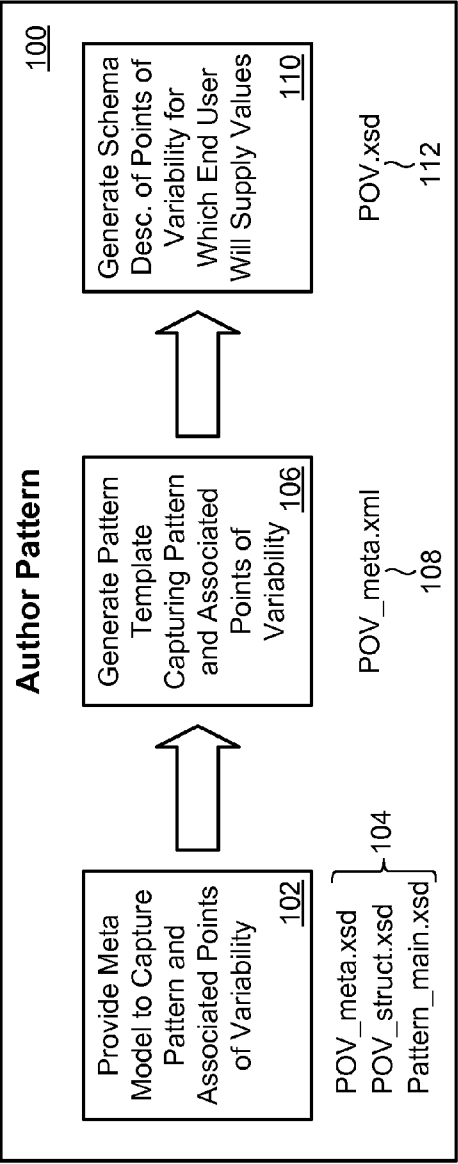 Author Pattern
100
Provide Meta
Model to Capture
Pattern and
Associated Points
of Variability
102
POV_meta.xsd
POV_struct.xsd
Pattern_main.xsd
104
Generate Pattern
Template
Capturing Pattern
and Associated
Points of
Variability
106
POV_meta.xml
108
Generate Schema
Desc. of Points of
Variability for
Which End User
Will Supply Values
110
POV.xsd
112